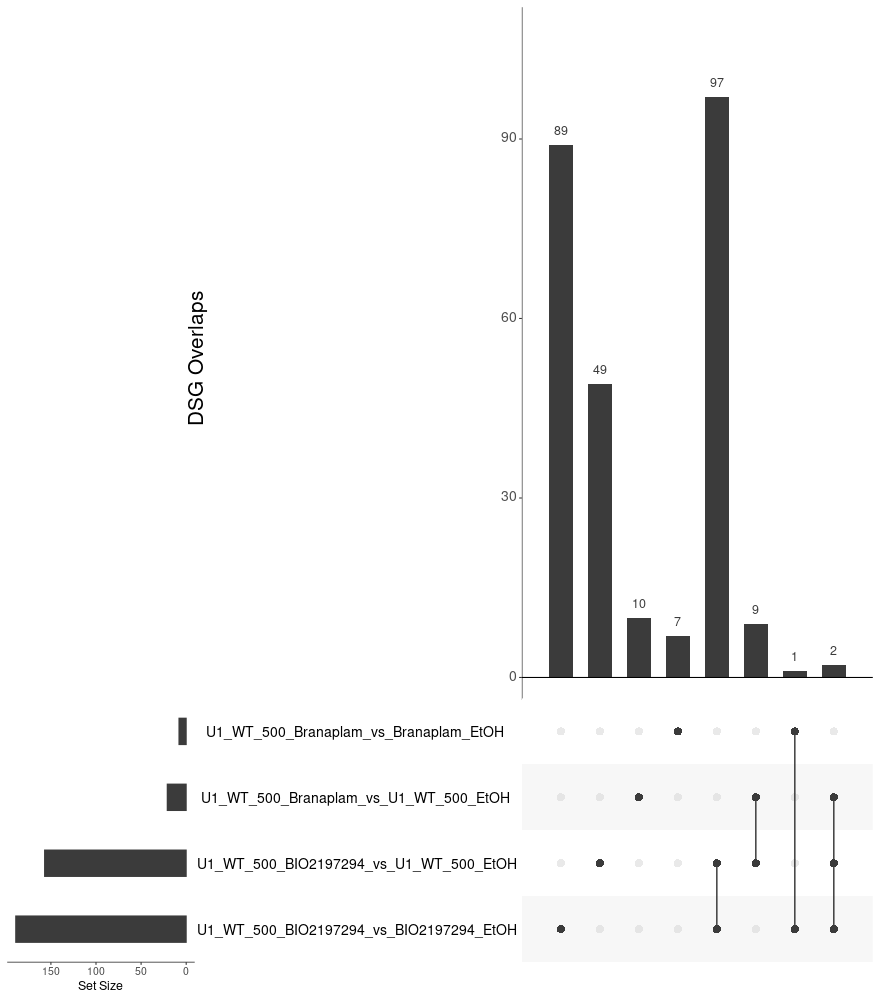 97
89
90
DSG Overlaps
60
49
30
10
7
9
1
2
0
U1_WT_500_Branaplam_vs_Branaplam_EtOH
U1_WT_500_Branaplam_vs_U1_WT_500_EtOH
U1_WT_500_BIO2197294_vs_U1_WT_500_EtOH
U1_WT_500_BIO2197294_vs_BIO2197294_EtOH
150 100 50 0
Set Size